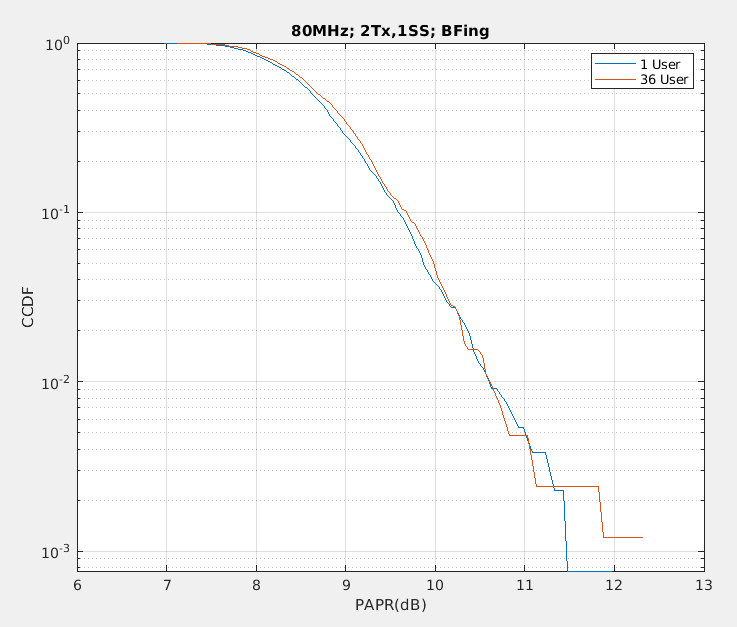 80MHz; 2Tx,1SS; BFing
1 User
36 User
10^0
10^-1
10^-2
10^-3
CCDF
6 7 8 9 10 11 12 13
PAPR(dB)